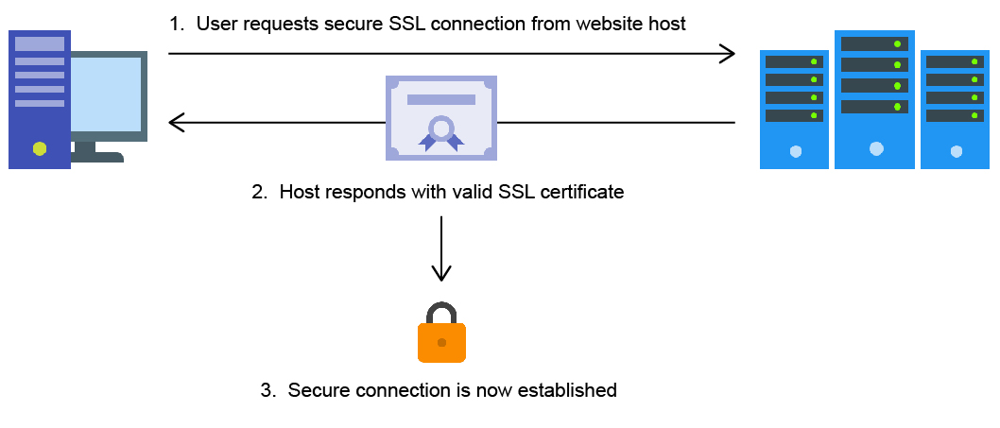 1. User requests secure SSL connection from website host
2. Host responds with valid SSL certificate
3. Secure connection is now established